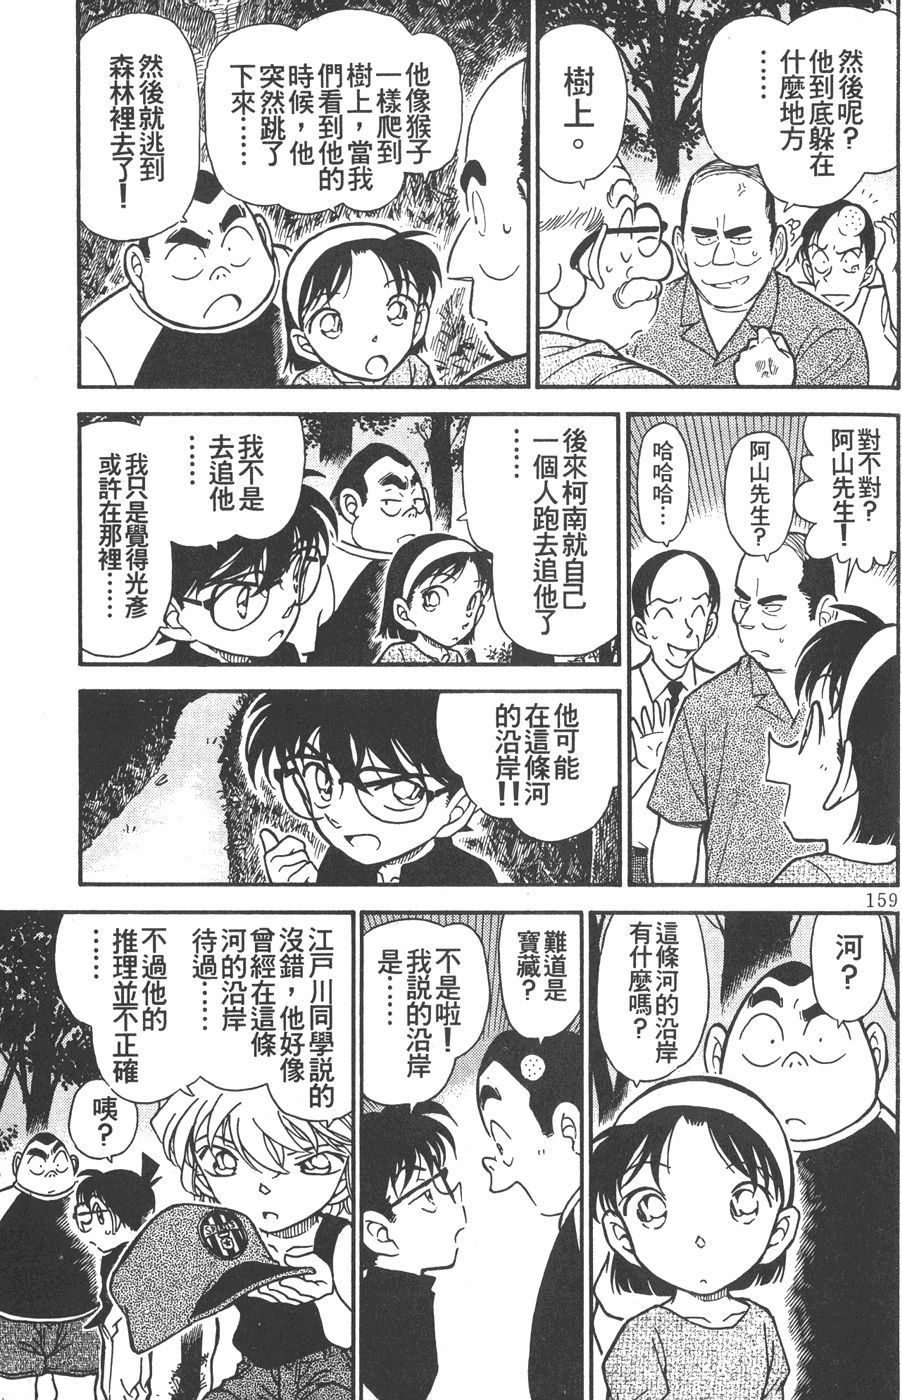 然後呢?
他到底躲在
什麼地方
……
樹上。
他像猴子
一樣爬到
樹上,當我
們看到他的
時候,他
突然跳了
下來……
然後就逃到
森林裡去了!
對不對?
阿山先生!
阿山先生?
哈哈哈…
後來柯南就自己
一個人跑去追他了
……
我不是
去追他
……
我只是覺得光彥
或許在那裡……
他可能
在這條河
的沿岸!!
159
河?
這條河的沿岸
有什麼嗎?
難道是
寶藏?
不是啦!
我說的沿岸
是……
江戶川同學說的
沒錯,他好像
曾經在這條
河的沿岸
待過……
不過他的
推理並不正確
……
咦?